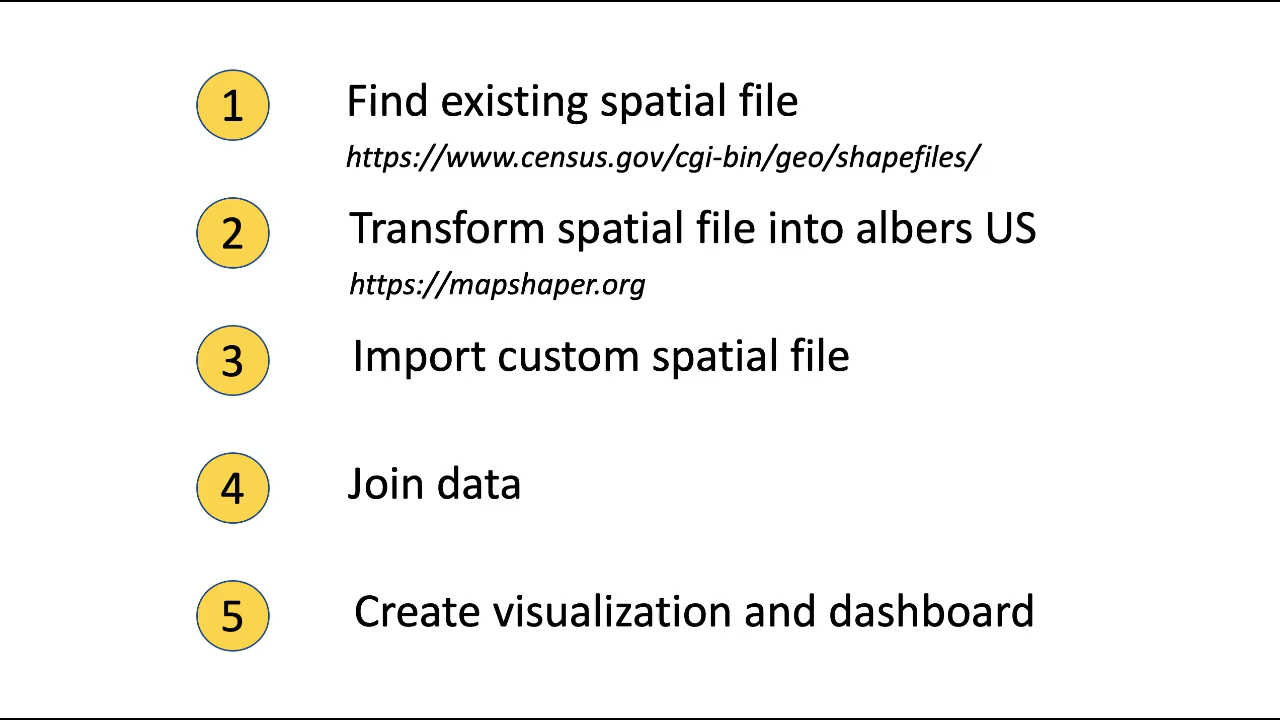 1 Find existing spatial file
https://www.census.gov/cgi-bin/geo/shapefiles/
2 Transform spatial file into albers US
https://mapshaper.org
3 Import custom spatial file
4 Join data
5 Create visualization and dashboard